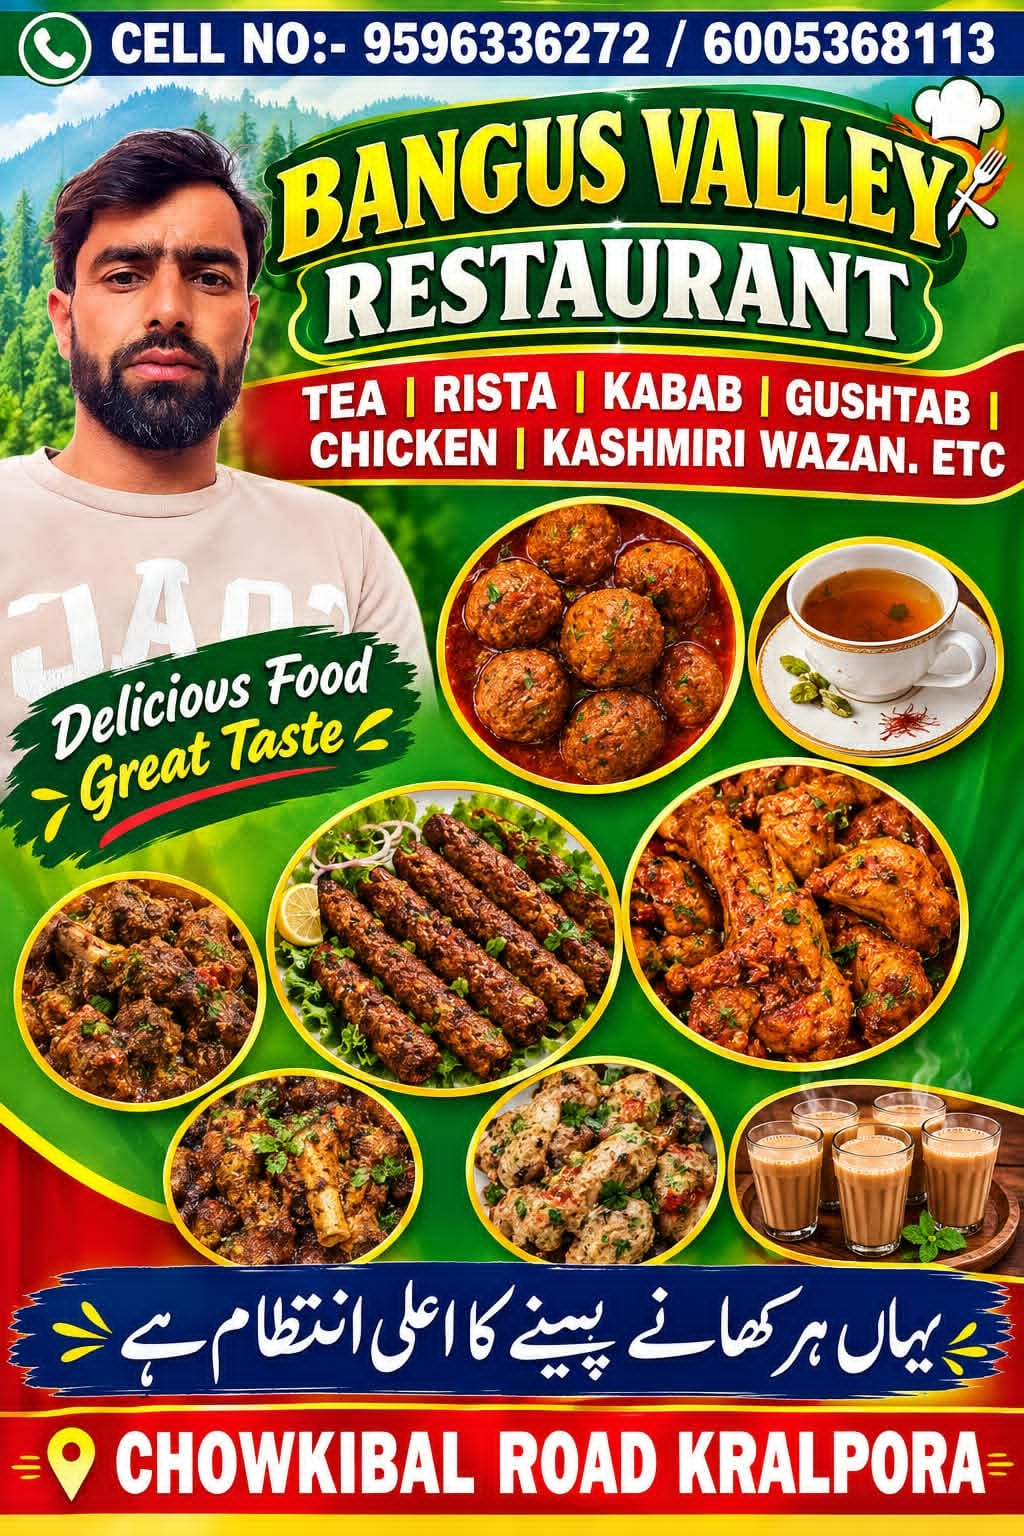 CELL NO:- 9596336272 / 6005368113
BANGUS VALLEY
RESTAURANT
TEA | RISTA | KABAB | GUSHTAB |
CHICKEN | KASHMIRI WAZAN. ETC
Delicious Food
Great Taste
یہاں ہر کھانے پینے کا اعلی انتظام ہے
CHOWKIBAL ROAD KRALPORA